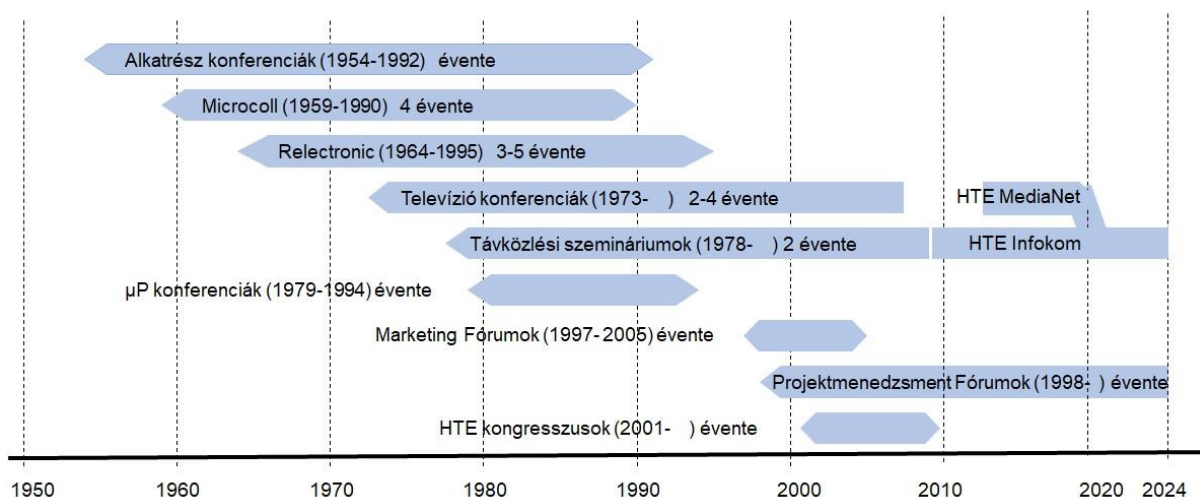 Alkatrész konferenciák (1954-1992) évente
Microcoll (1959-1990) 4 évente
Relectronic (1964-1995) 3-5 évente
Televízió konferenciák (1973- ) 2-4 évente
HTE MediaNet
Távközlési szemináriumok (1978- ) 2 évente
HTE Infokom
µP konferenciák (1979-1994) évente
Marketing Fórumok (1997-2005) évente
Projektmenedzsment Fórumok (1998- ) évente
HTE kongresszusok (2001- ) évente
1950 1960 1970 1980 1990 2000 2010 2020 2024